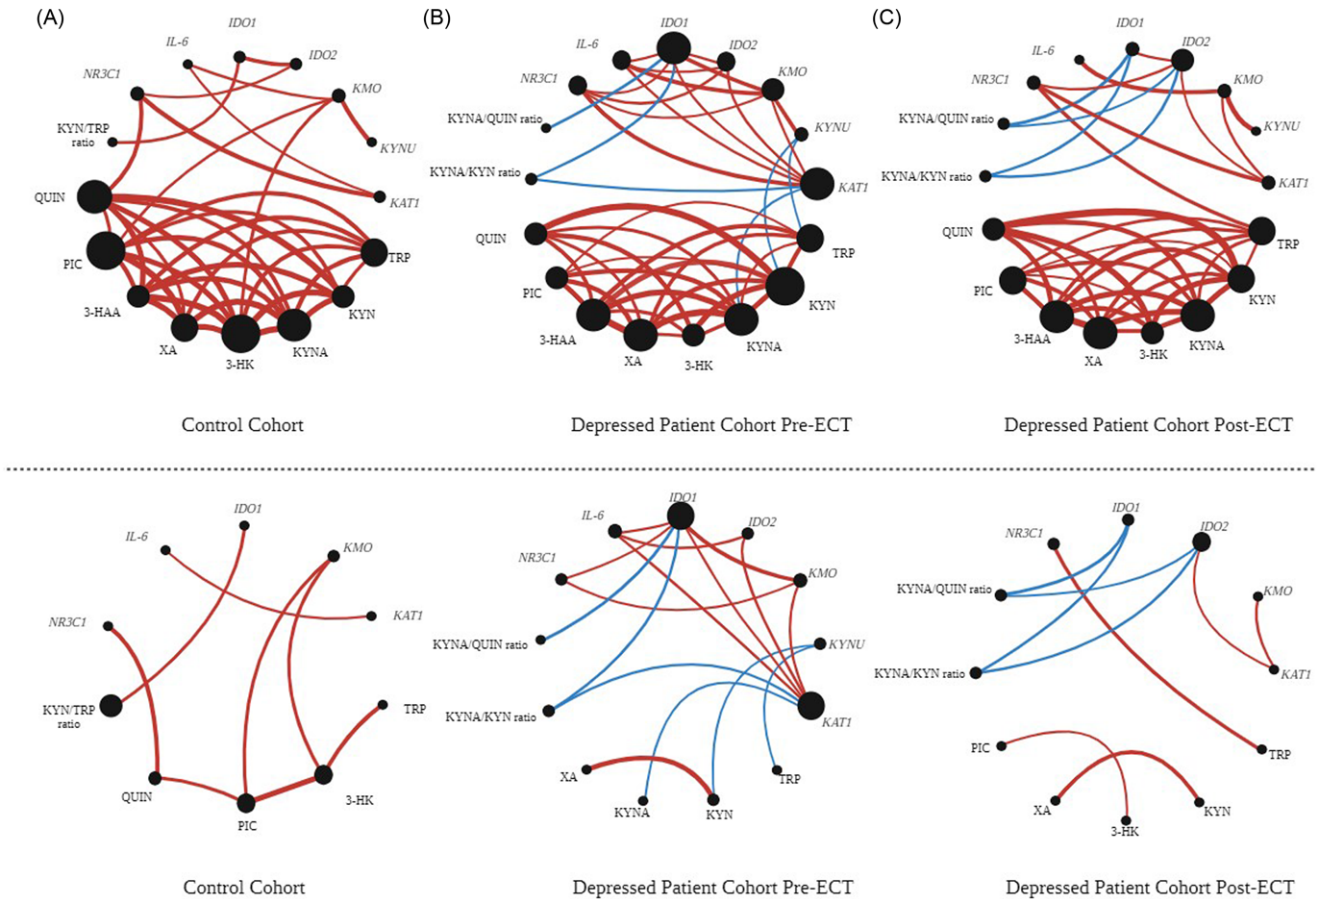 (A)
IDO1
IL-6
IDO2
NR3C1
KMO
KYN/TRP
ratio
KYNU
QUIN
KAT1
PIC
TRP
3-HAA
KYN
XA
KYNA
3-HK
Control Cohort
(B)
IDO1
IL-6
IDO2
NR3C1
KMO
KYNA/QUIN ratio
KYNU
KYNA/KYN ratio
KAT1
QUIN
TRP
PIC
KYN
3-HAA
KYNA
XA
3-HK
Depressed Patient Cohort Pre-ECT
(C)
IDO1
IDO2
IL-6
NR3C1
KMO
KYNA/QUIN ratio
KYNU
KYNA/KYN ratio
KAT1
QUIN
TRP
PIC
KYN
3-HAA
KYNA
XA
3-HK
Depressed Patient Cohort Post-ECT
IDO1
IL-6
KMO
KAT1
NR3C1
KYN/TRP
ratio
TRP
QUIN
3-HK
PIC
Control Cohort
IDO1
IL-6
IDO2
NR3C1
KMO
KYNA/QUIN ratio
KYNU
KYNA/KYN ratio
KAT1
XA
TRP
KYNA
KYN
Depressed Patient Cohort Pre-ECT
IDO1
IDO2
NR3C1
KYNA/QUIN ratio
KMO
KYNA/KYN ratio
KAT1
PIC
TRP
XA
KYN
3-HK
Depressed Patient Cohort Post-ECT